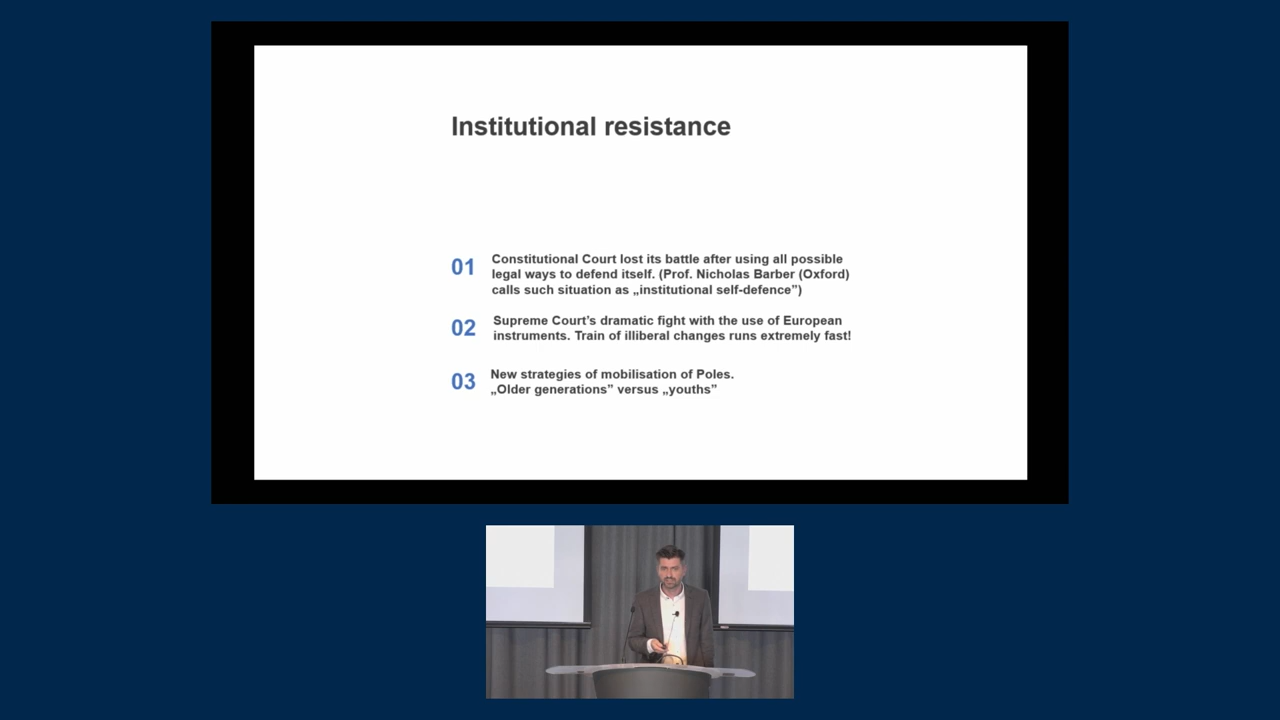 Institutional resistance
01
Constitutional Court lost its battle after using all possible
legal ways to defend itself. (Prof. Nicholas Barber (Oxford)
calls such situation as „institutional self-defence”)
02
Supreme Court’s dramatic fight with the use of European
instruments. Train of illiberal changes runs extremely fast!
03
New strategies of mobilisation of Poles.
„Older generations” versus „youths”